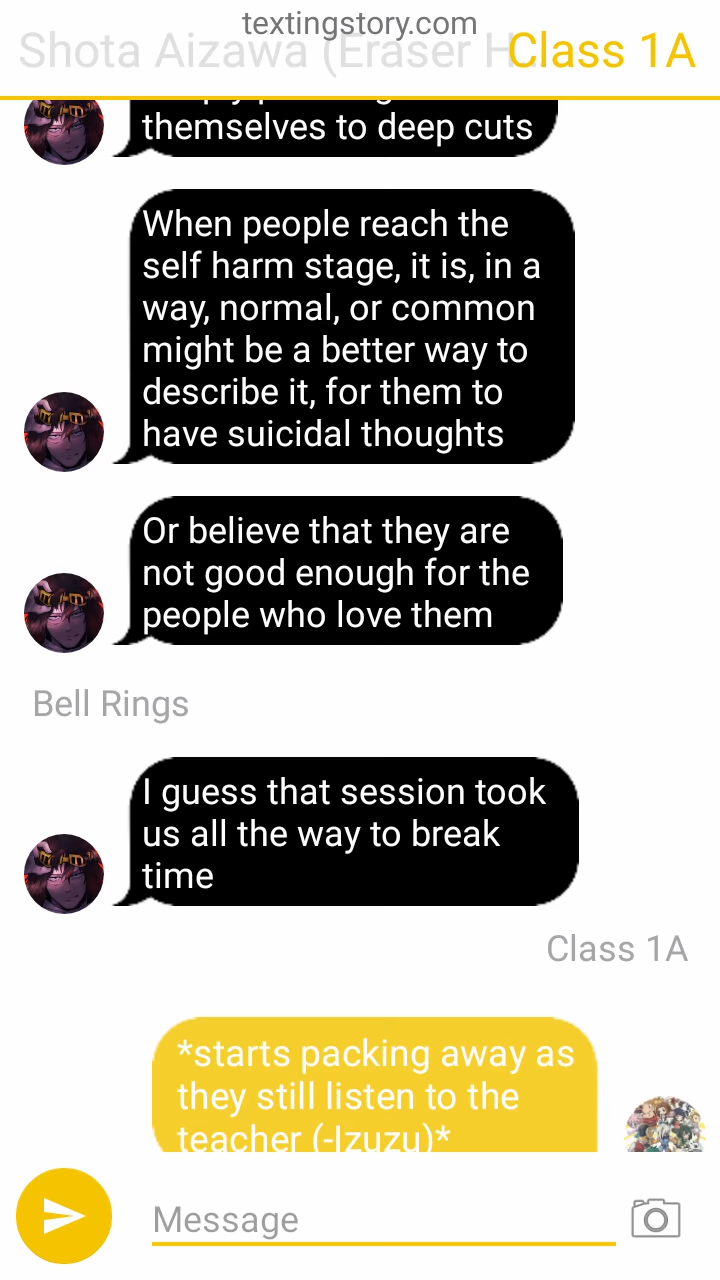 textingstory.com
Shota Aizawa (Eraser H
Class 1A
themselves to deep cuts
When people reach the
self harm stage, it is, in a
way, normal, or common
might be a better way to
describe it, for them to
have suicidal thoughts
Or believe that they are
not good enough for the
people who love them
Bell Rings
I guess that session took
us all the way to break
time
Class 1A
*starts packing away as
they still listen to the
teacher (-Izuzu)*
Message